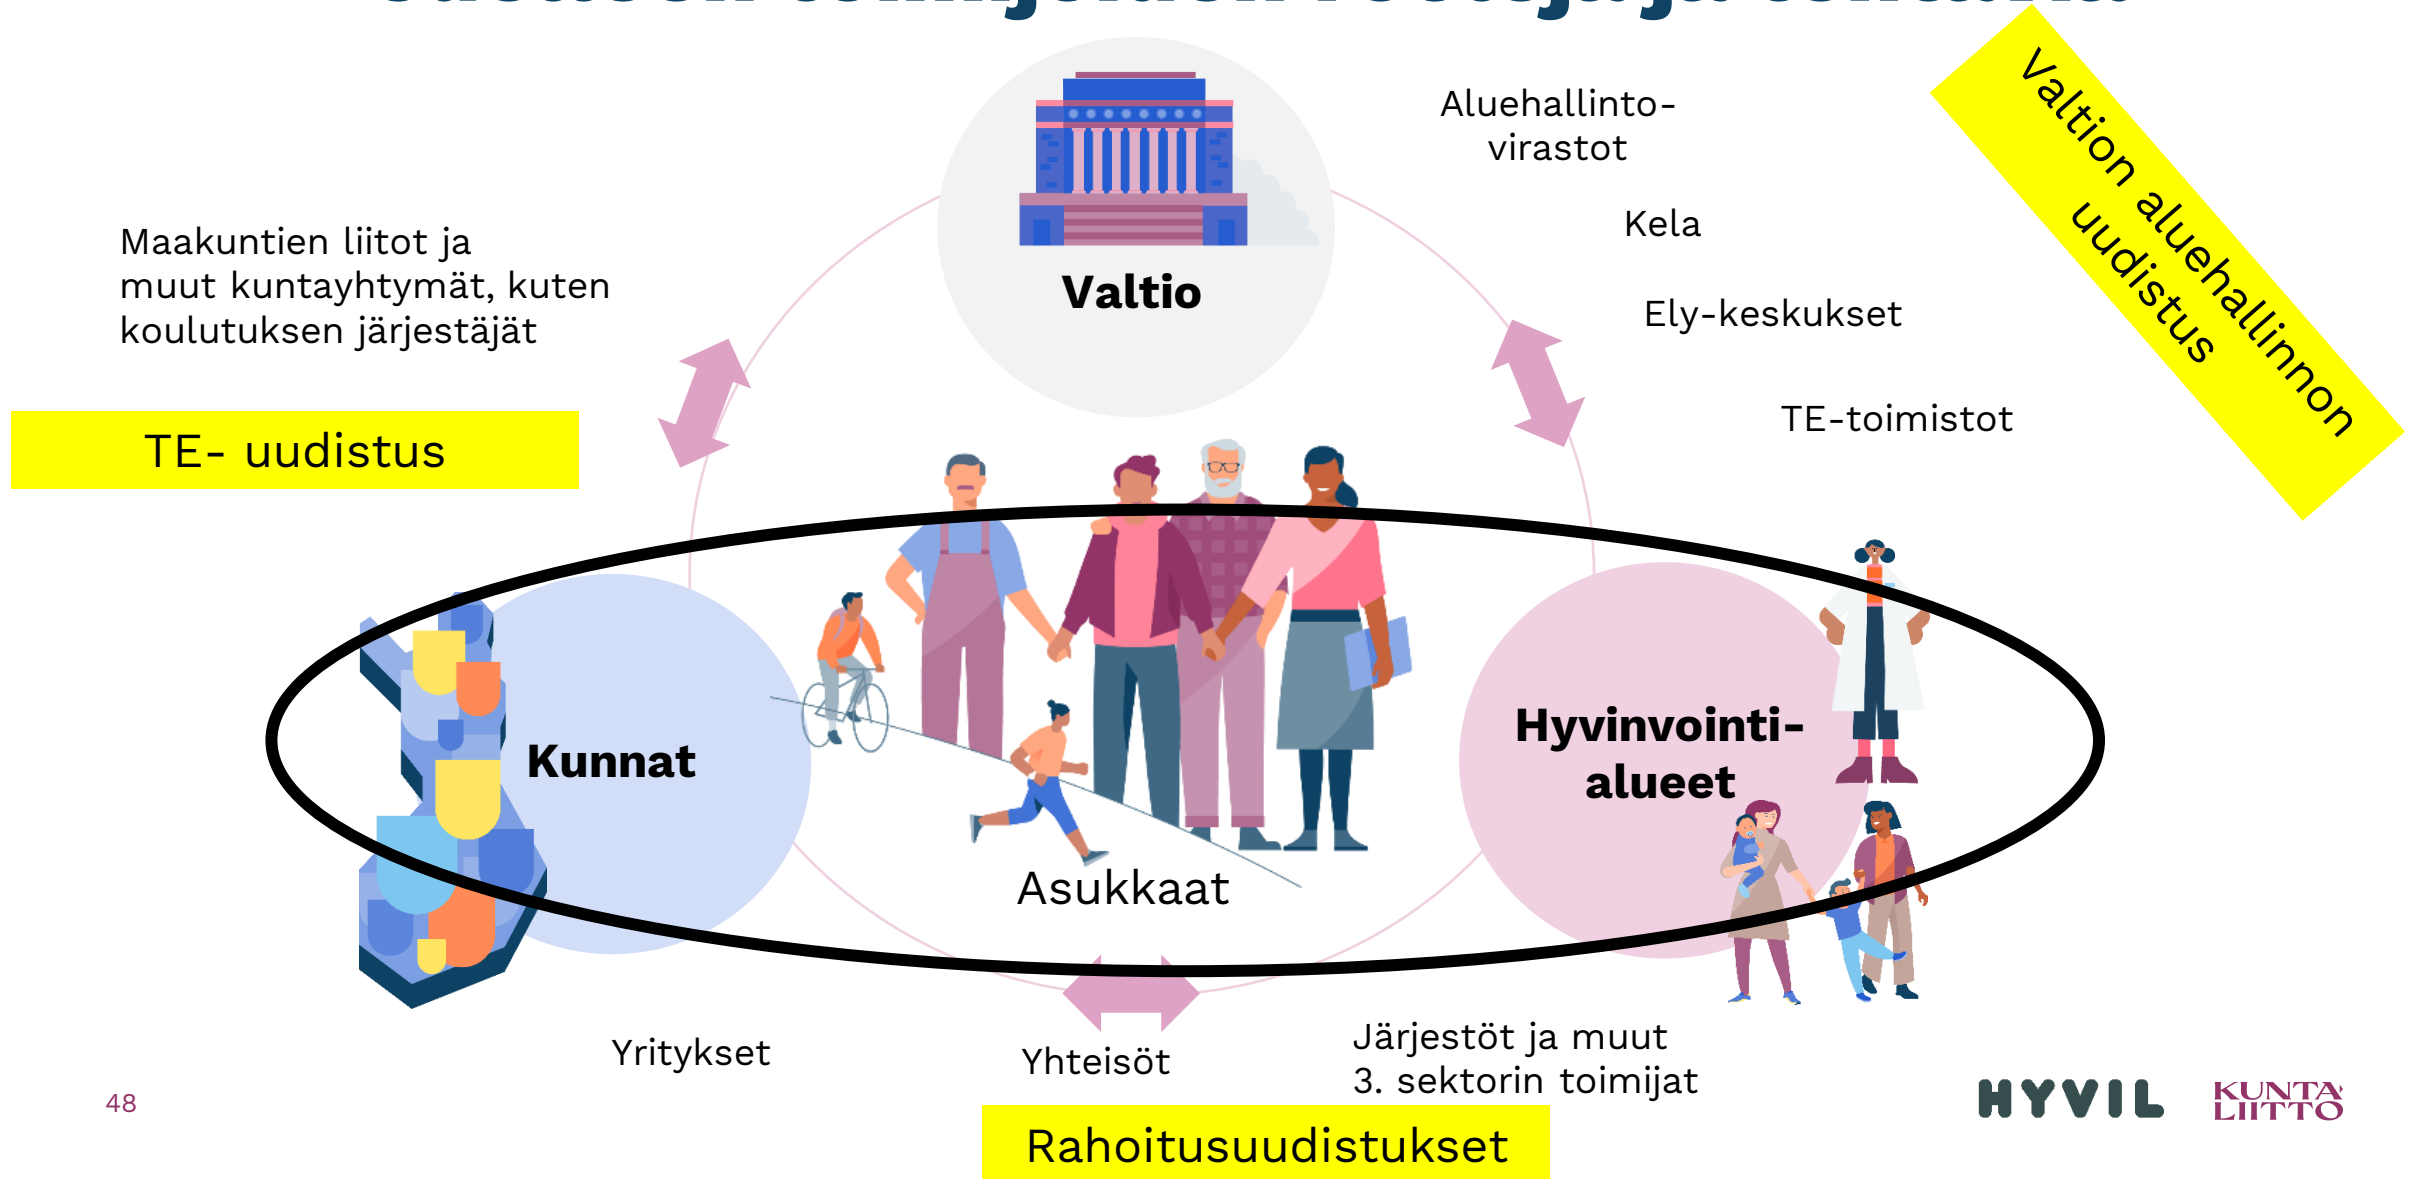 Aluehallinto-
virastot
Valtion aluehallinnon
uudistus
Kela
Maakuntien liitot ja
muut kuntayhtymät, kuten
koulutuksen järjestäjät
Valtio
Ely-keskukset
TE-toimistot
TE- uudistus
Kunnat
Hyvinvointi-
alueet
Asukkaat
Yritykset
Yhteisöt
Järjestöt ja muut
3. sektorin toimijat
48
HYVIL
KUNTA
LIITTO
Rahoitusuudistukset